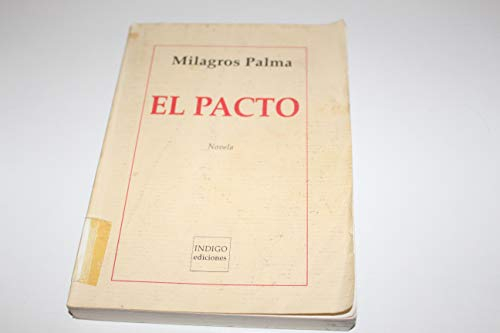 Milagros Palma
EL PACTO
Novela
INDIGO
ediciones